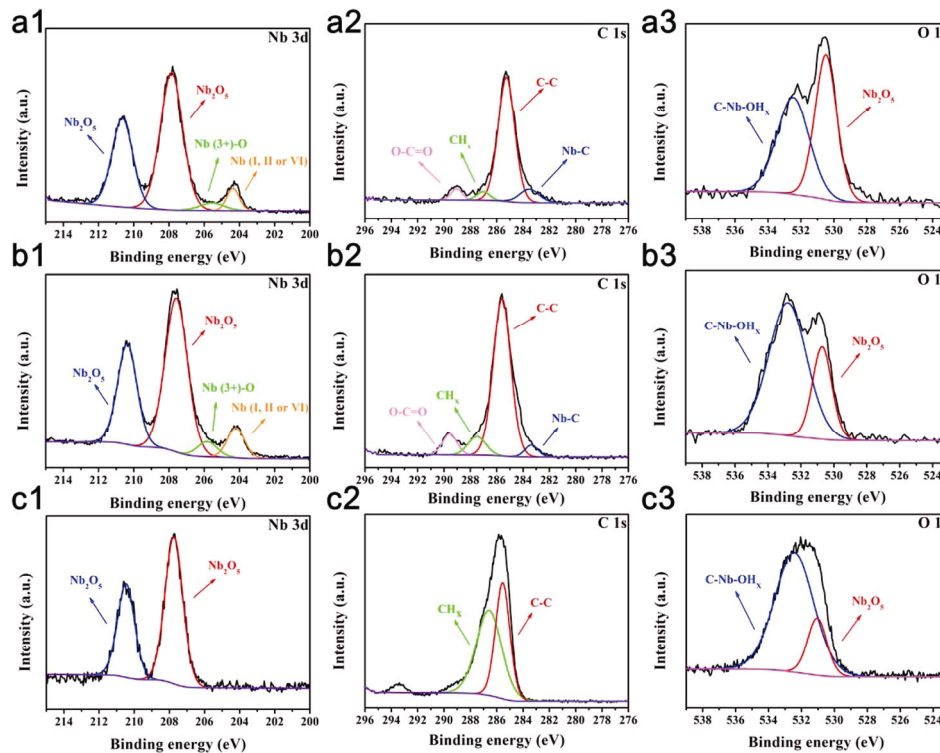 a1
Nb 3d
Nb₂O₅
Nb₂O₅
Nb (3+)-O
Nb (I, II or VI)
Intensity (a.u.)
214 212 210 208 206 204 202 200
Binding energy (eV)
a2
C 1s
C-C
O-C=O
CHₓ
Nb-C
Intensity (a.u.)
296 294 292 290 288 286 284 282 280 278 276
Binding energy (eV)
a3
O 1
C-Nb-OHₓ
Nb₂O₅
Intensity (a.u.)
538 536 534 532 530 528 526 524
Binding energy (eV)
b1
Nb 3d
Nb₂O₅
Nb₂O₅
Nb (3+)-O
Nb (I, II or VI)
Intensity (a.u.)
214 212 210 208 206 204 202 200
Binding energy (eV)
b2
C 1s
C-C
O-C=O
CHₓ
Nb-C
Intensity (a.u.)
296 294 292 290 288 286 284 282 280 278 276
Binding energy (eV)
b3
O 1
C-Nb-OHₓ
Nb₂O₅
Intensity (a.u.)
538 536 534 532 530 528 526 524
Binding energy (eV)
c1
Nb 3d
Nb₂O₅
Nb₂O₅
Intensity (a.u.)
214 212 210 208 206 204 202 200
Binding energy (eV)
c2
C 1s
CHₓ
C-C
Intensity (a.u.)
296 294 292 290 288 286 284 282 280 278 276
Binding energy (eV)
c3
O 1
C-Nb-OHₓ
Nb₂O₅
Intensity (a.u.)
538 536 534 532 530 528 526 524
Binding energy (eV)